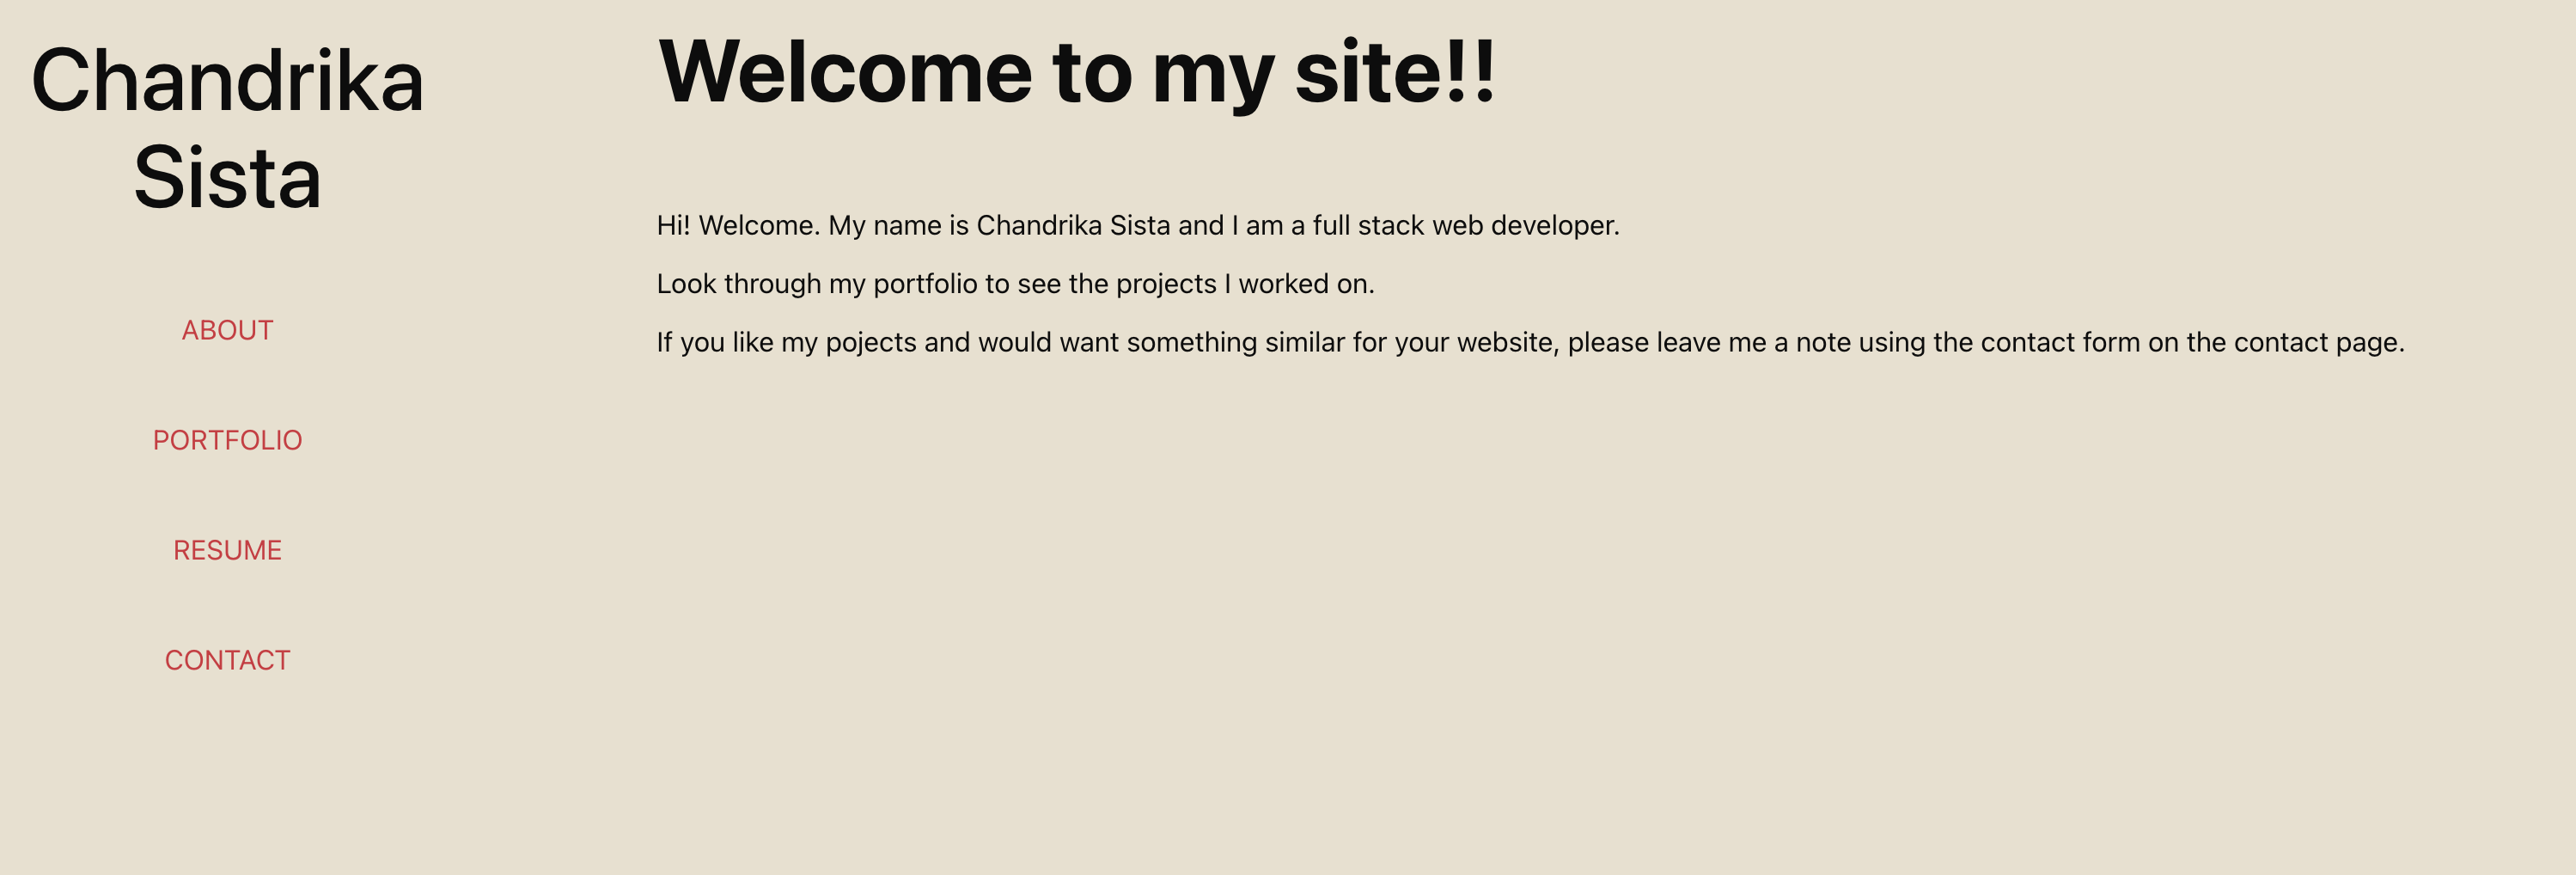 Chandrika
Sista
ABOUT
PORTFOLIO
RESUME
CONTACT
Welcome to my site!!
Hi! Welcome. My name is Chandrika Sista and I am a full stack web developer.
Look through my portfolio to see the projects I worked on.
If you like my pojects and would want something similar for your website, please leave me a note using the contact form on the contact page.